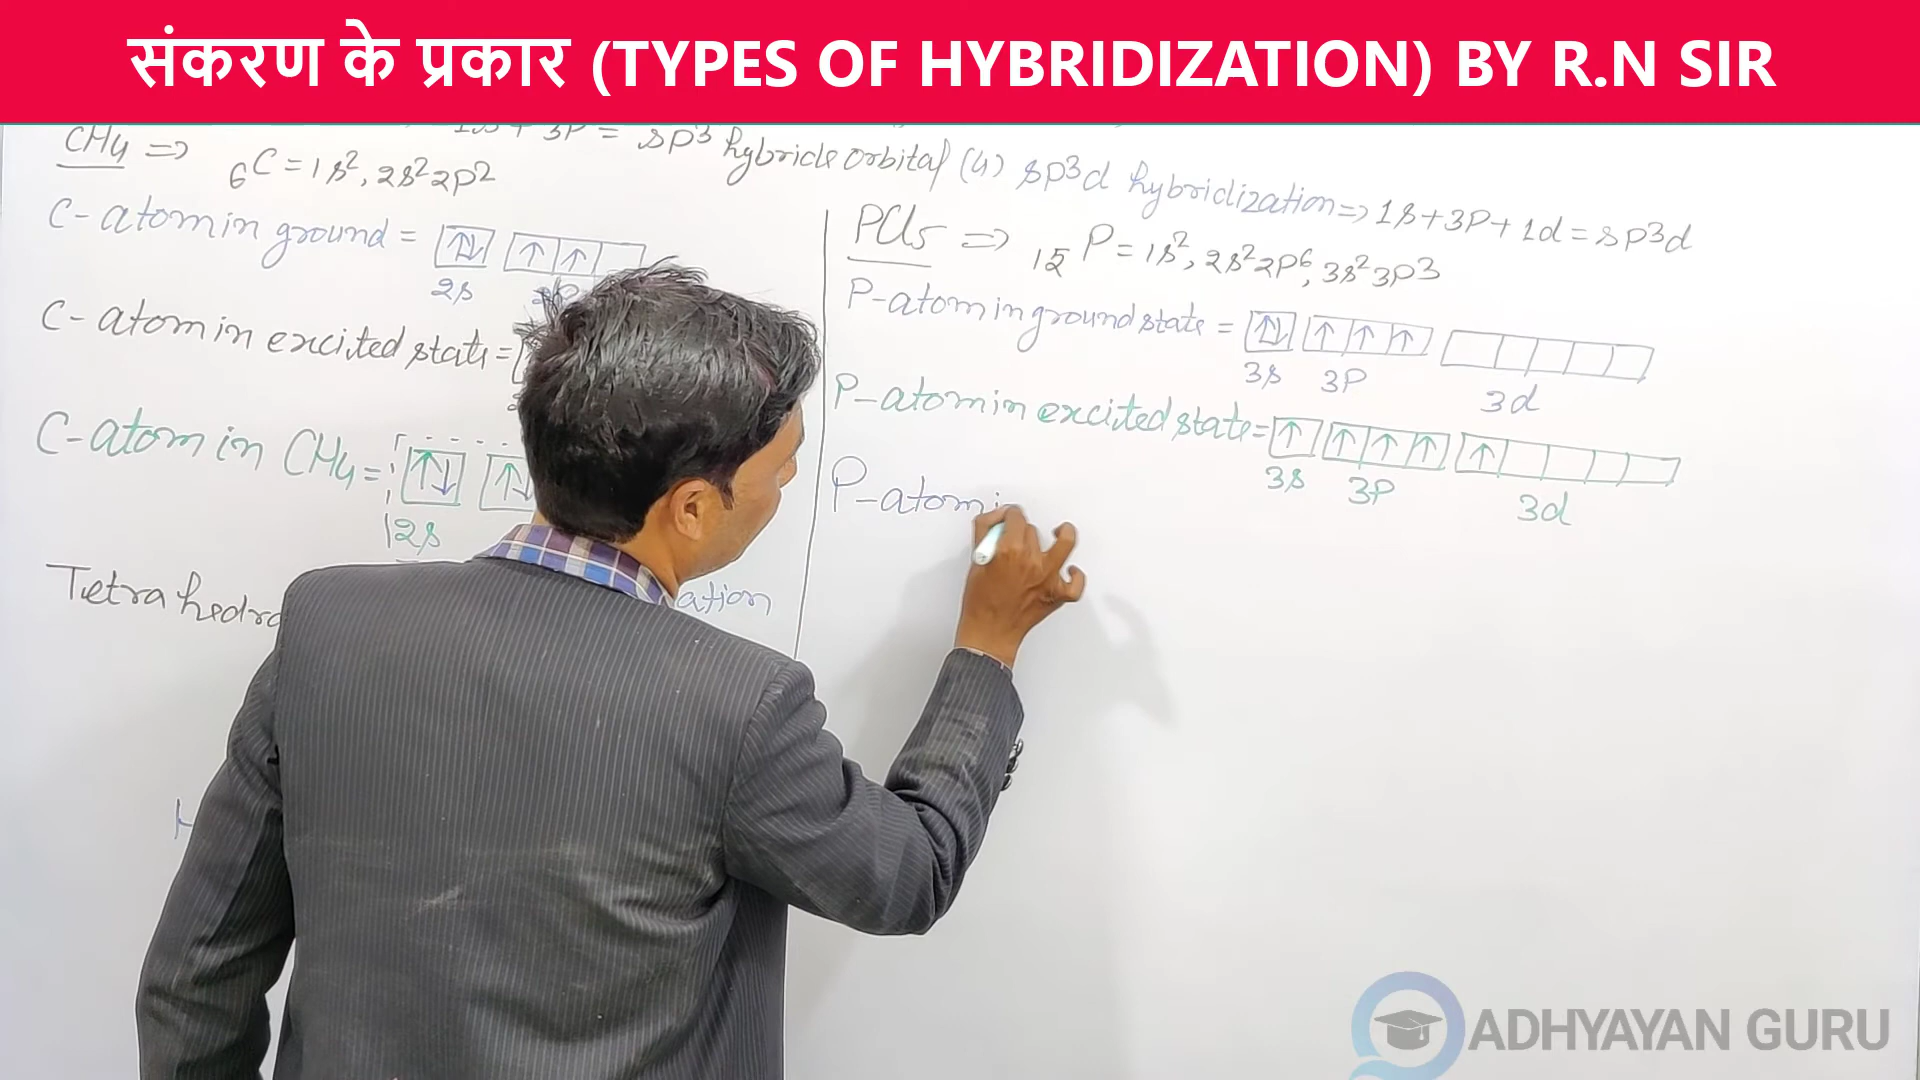 संकरण के प्रकार (TYPES OF HYBRIDIZATION) BY R.N SIR
CH4 => 1s + 3p = sp3 hybride orbital
6C = 1s2, 2s2 2p2
C-atom in ground =
2s
C-atom in excited state =
C-atom in CH4 =
2s
Tetrahedra
ation
H
(4) sp3d hybridization => 1s + 3p + 1d = sp3d
PCl5 => 15P = 1s2, 2s2 2p6, 3s2 3p3
P-atom in ground state =
3s 3p 3d
P-atom in excited state =
3s 3p 3d
P-atom i
ADHYAYAN GURU